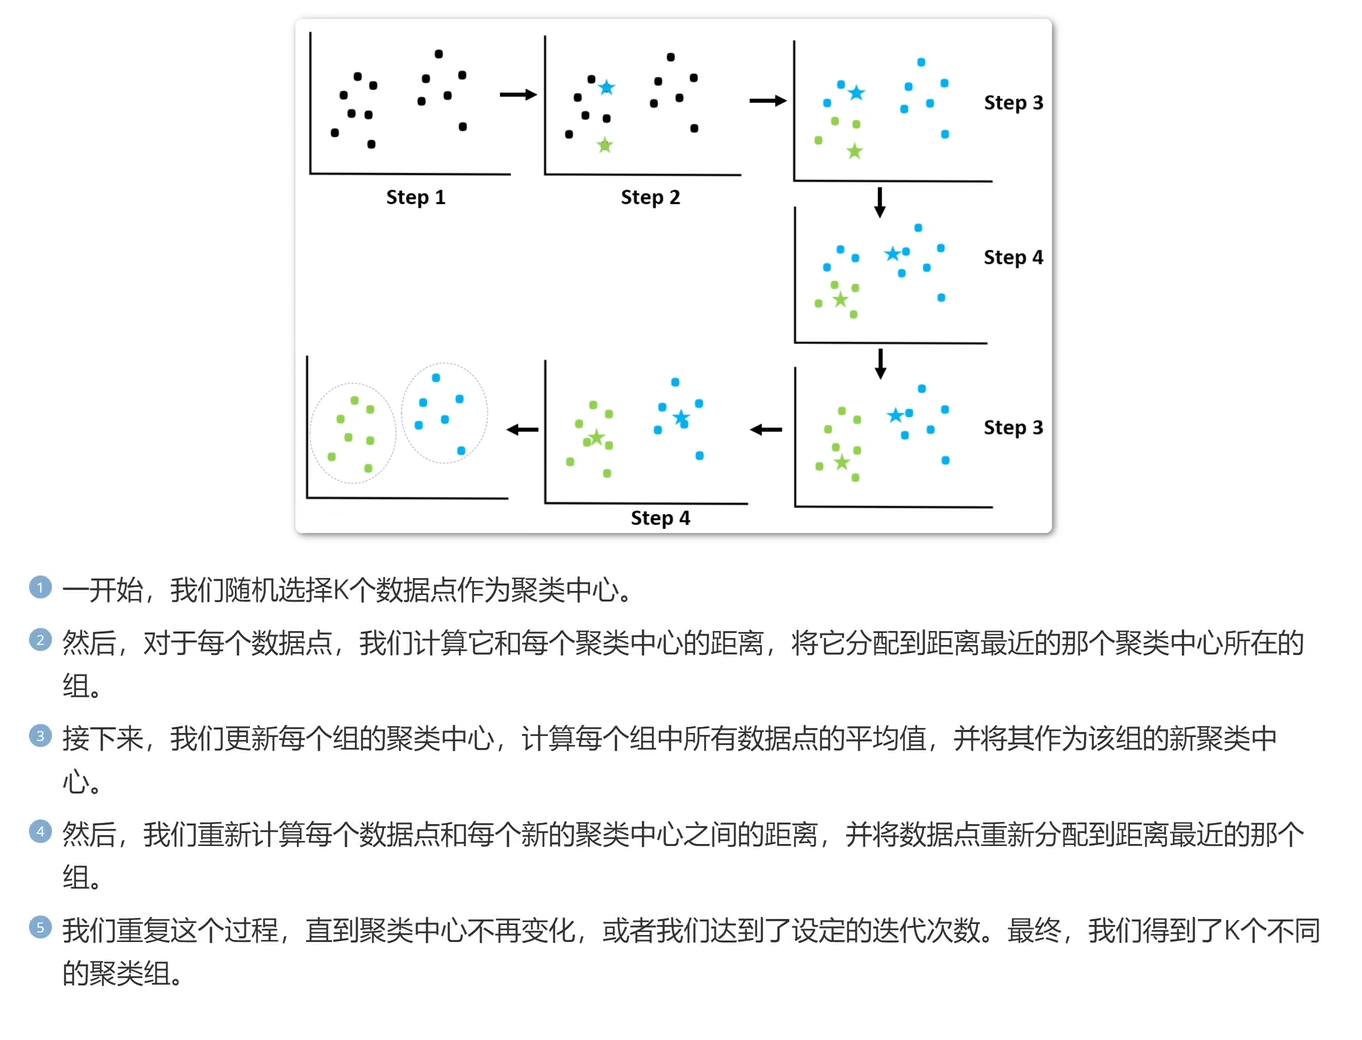 Step 1
Step 2
Step 3
Step 4
Step 3
Step 4
1 一开始，我们随机选择K个数据点作为聚类中心。
2 然后，对于每个数据点，我们计算它和每个聚类中心的距离，将它分配到距离最近的那个聚类中心所在的
组。
3 接下来，我们更新每个组的聚类中心，计算每个组中所有数据点的平均值，并将其作为该组的新聚类中
心。
4 然后，我们重新计算每个数据点和每个新的聚类中心之间的距离，并将数据点重新分配到距离最近的那个
组。
5 我们重复这个过程，直到聚类中心不再变化，或者我们达到了设定的迭代次数。最终，我们得到了K个不同
的聚类组。